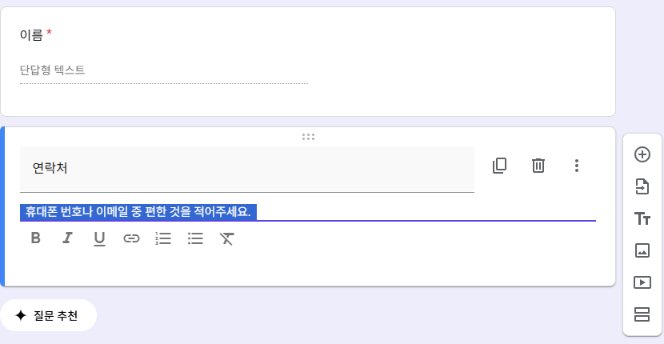 이름 *
단답형 텍스트
연락처
휴대폰 번호나 이메일 중 편한 것을 적어주세요.
B I U
Tт
질문 추천